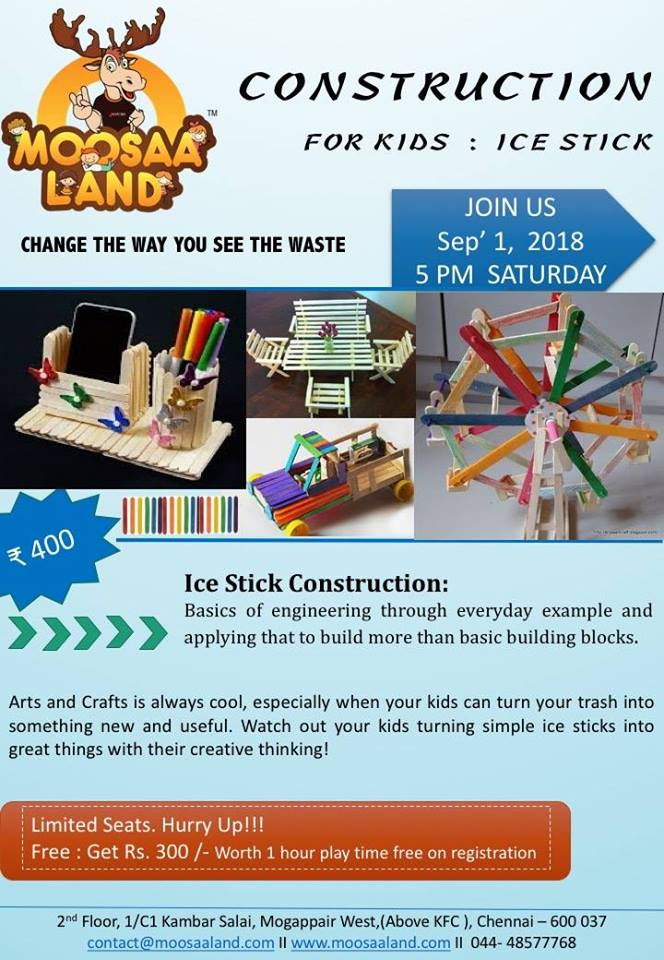 MOOSAA
LAND
TM
CONSTRUCTION
FOR KIDS : ICE STICK
CHANGE THE WAY YOU SEE THE WASTE
JOIN US
Sep’ 1, 2018
5 PM SATURDAY
₹ 400
Ice Stick Construction:
Basics of engineering through everyday example and
applying that to build more than basic building blocks.
Arts and Crafts is always cool, especially when your kids can turn your trash into
something new and useful. Watch out your kids turning simple ice sticks into
great things with their creative thinking!
Limited Seats. Hurry Up!!!
Free : Get Rs. 300 /- Worth 1 hour play time free on registration
2nd Floor, 1/C1 Kambar Salai, Mogappair West,(Above KFC ), Chennai – 600 037
contact@moosaaland.com II www.moosaaland.com II 044- 48577768